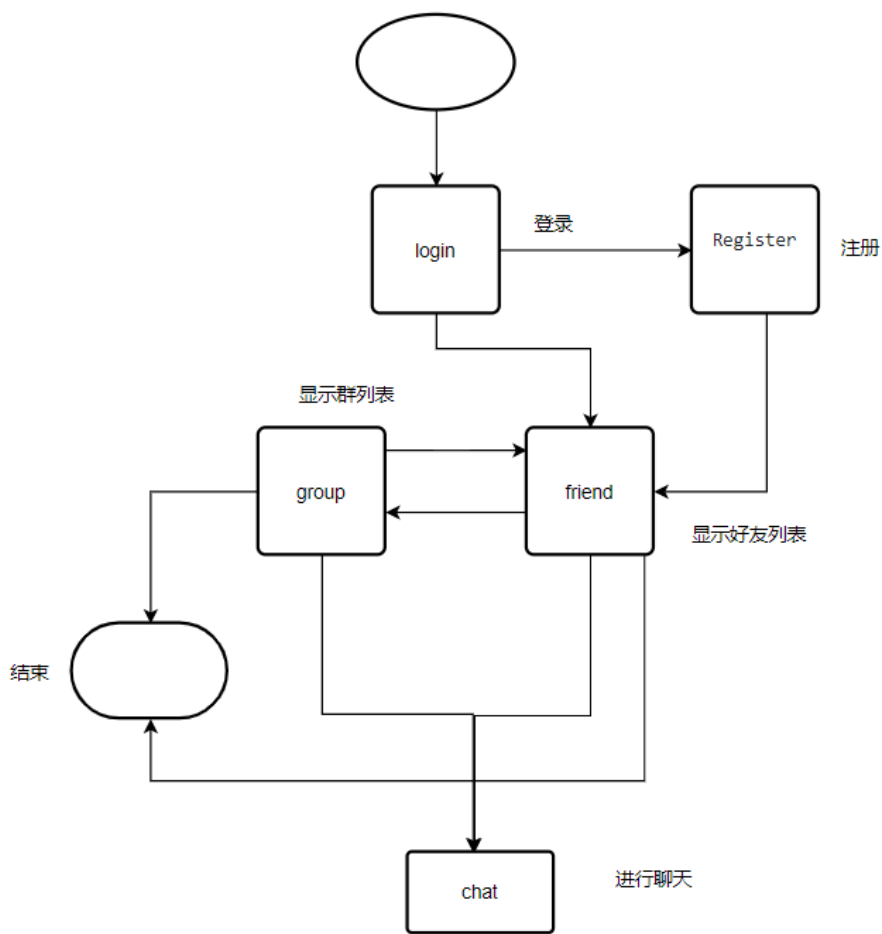 登录
login
Register
注册
显示群列表
group
friend
显示好友列表
结束
chat
进行聊天